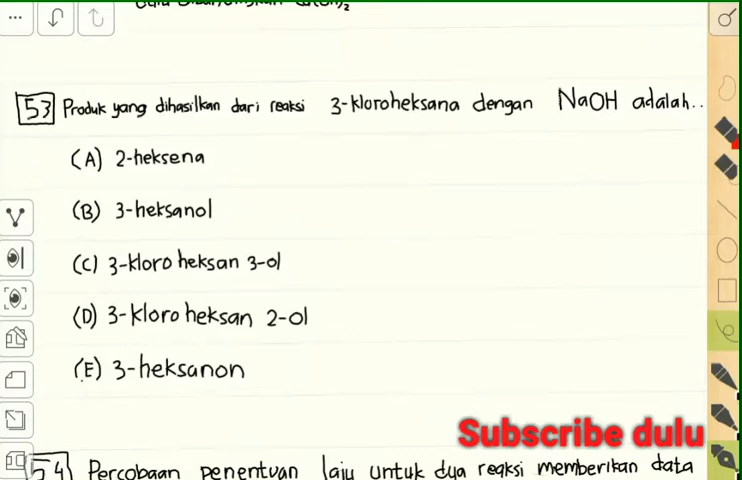 53 Produk yang dihasilkan dari reaksi 3-kloroheksana dengan NaOH adalah..
(A) 2-heksena
(B) 3-heksanol
(C) 3-kloro heksan 3-ol
(D) 3-kloro heksan 2-ol
(E) 3-heksanon
Subscribe dulu
54 Percobaan penentuan laju untuk dua reaksi memberikan data